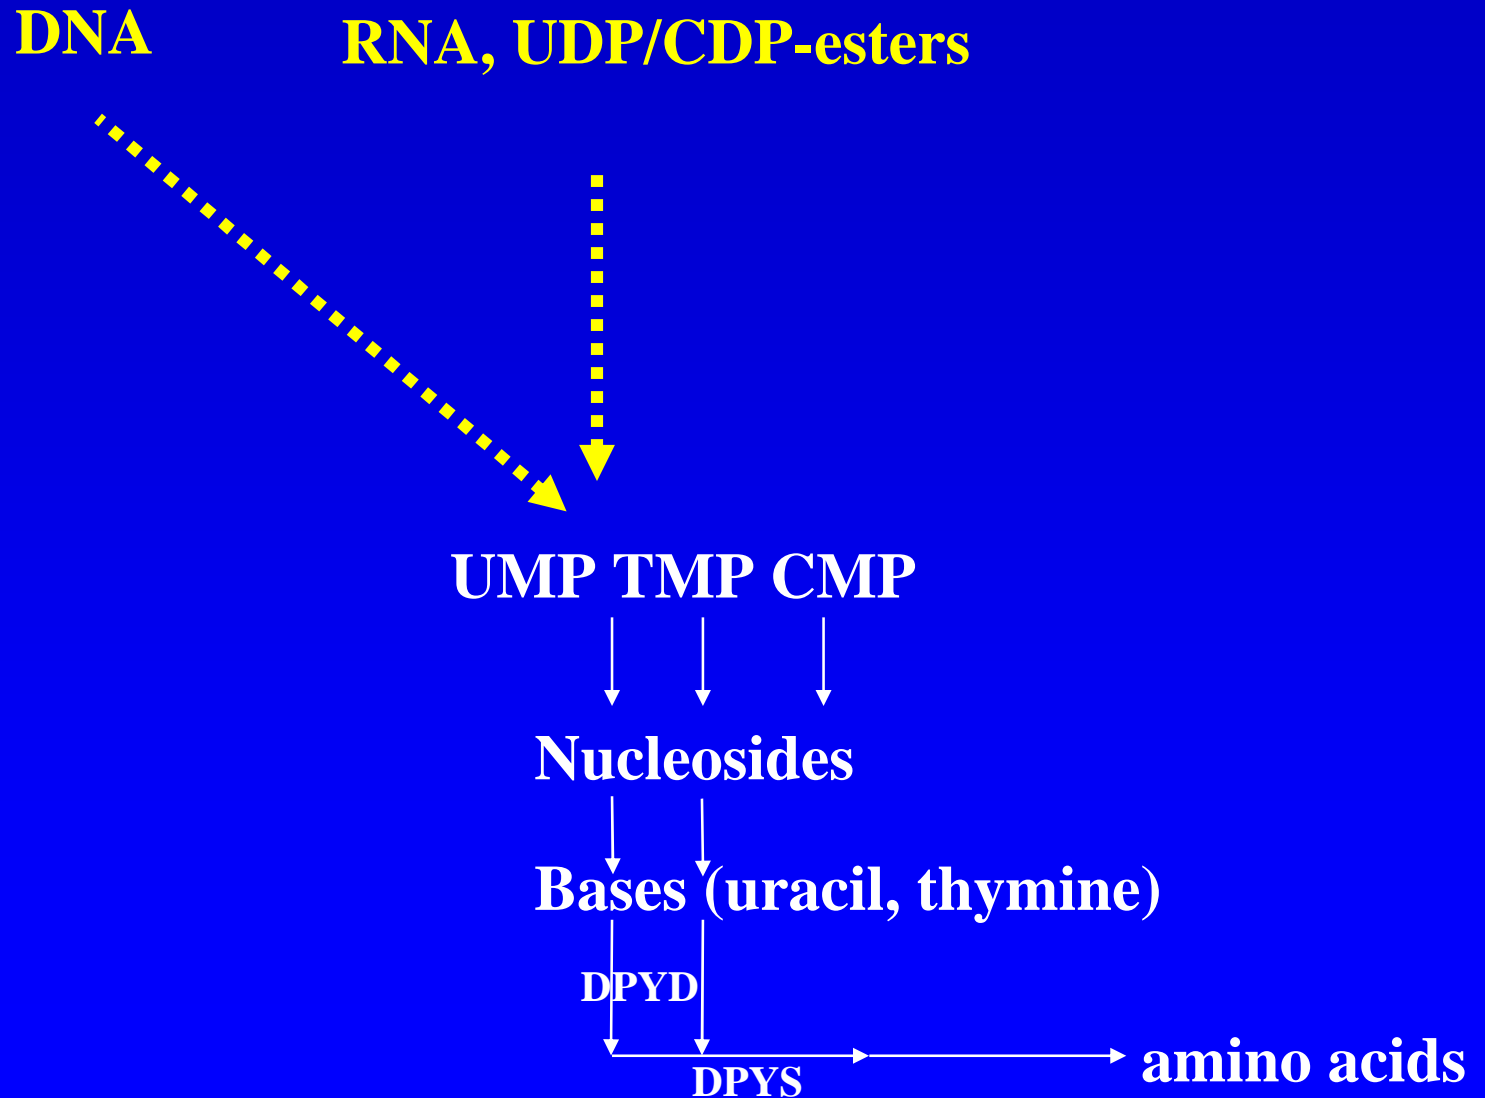 DNA
RNA, UDP/CDP-esters
UMP TMP CMP
Nucleosides
Bases (uracil, thymine)
DPYD
amino acids
DPYS